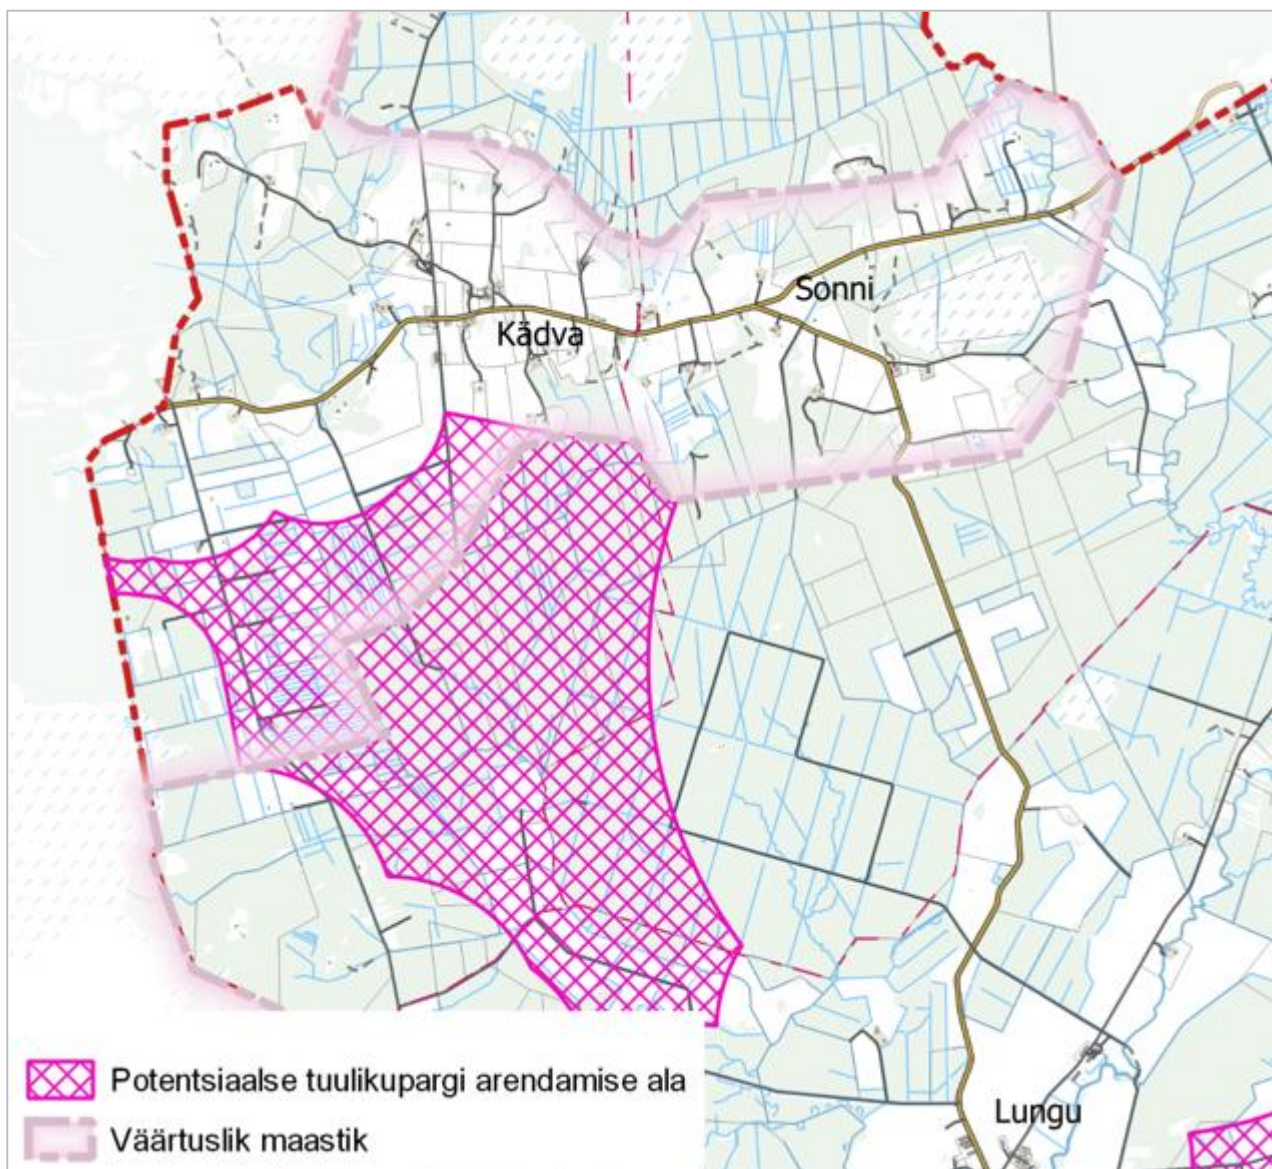 Sonni
Kädva
Lungu
Potentsiaalse tuulikupargi arendamise ala
Väärtuslik maastik